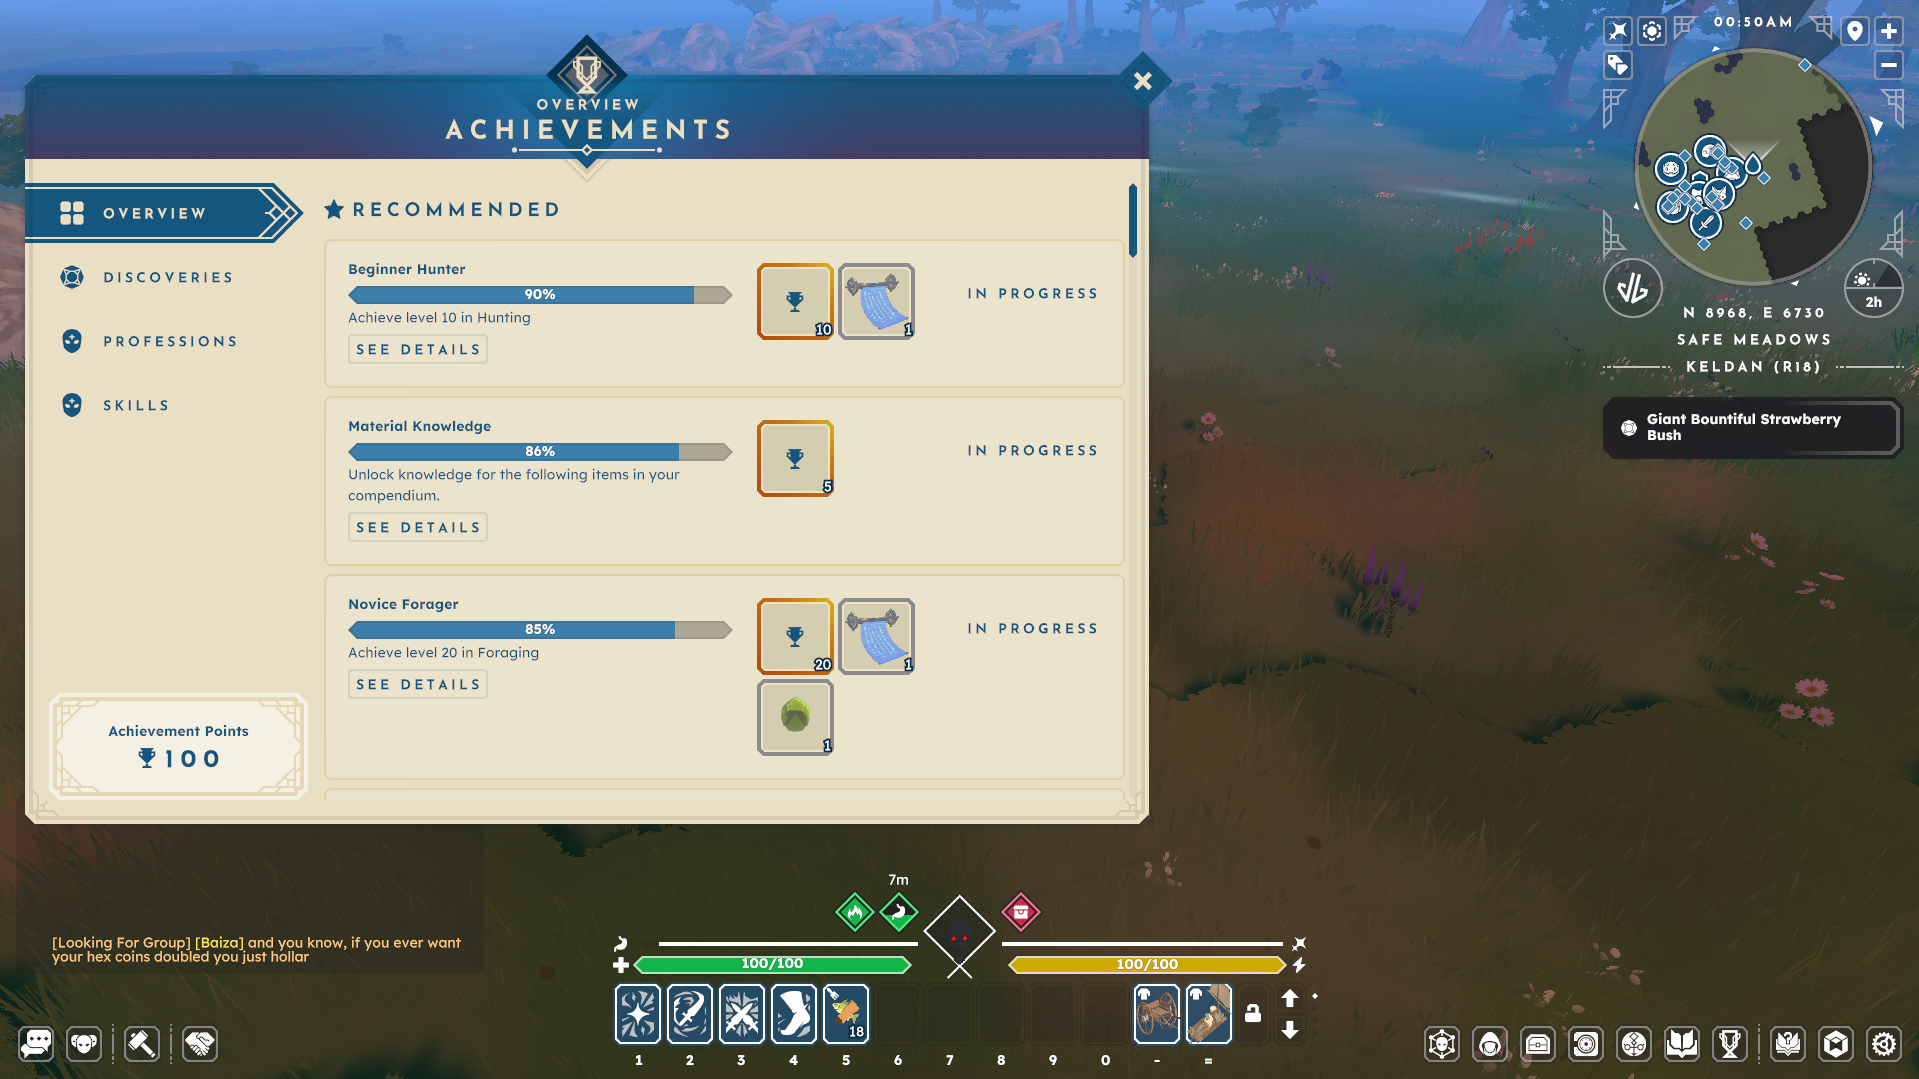 OVERVIEW
ACHIEVEMENTS
OVERVIEW
DISCOVERIES
PROFESSIONS
SKILLS
Achievement Points
100
RECOMMENDED
Beginner Hunter
90%
Achieve level 10 in Hunting
SEE DETAILS
10
1
IN PROGRESS
Material Knowledge
86%
Unlock knowledge for the following items in your
compendium.
SEE DETAILS
5
IN PROGRESS
Novice Forager
85%
Achieve level 20 in Foraging
SEE DETAILS
20
1
1
IN PROGRESS
00:50AM
2h
N 8968, E 6730
SAFE MEADOWS
KELDAN (R18)
Giant Bountiful Strawberry
Bush
[Looking For Group] [Baiza] and you know, if you ever want
your hex coins doubled you just hollar
7m
100/100
100/100
18
1 2 3 4 5 6 7 8 9 0 - =